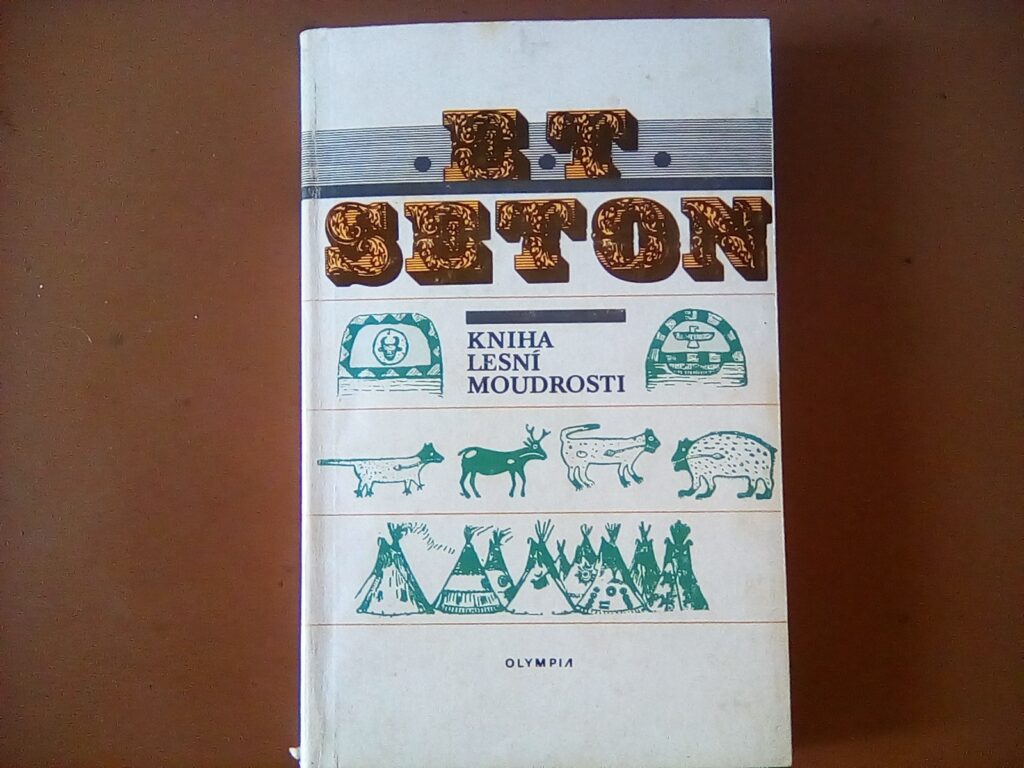 E·T·
SETON
KNIHA
LESNÍ
MOUDROSTI
OLYMPIA